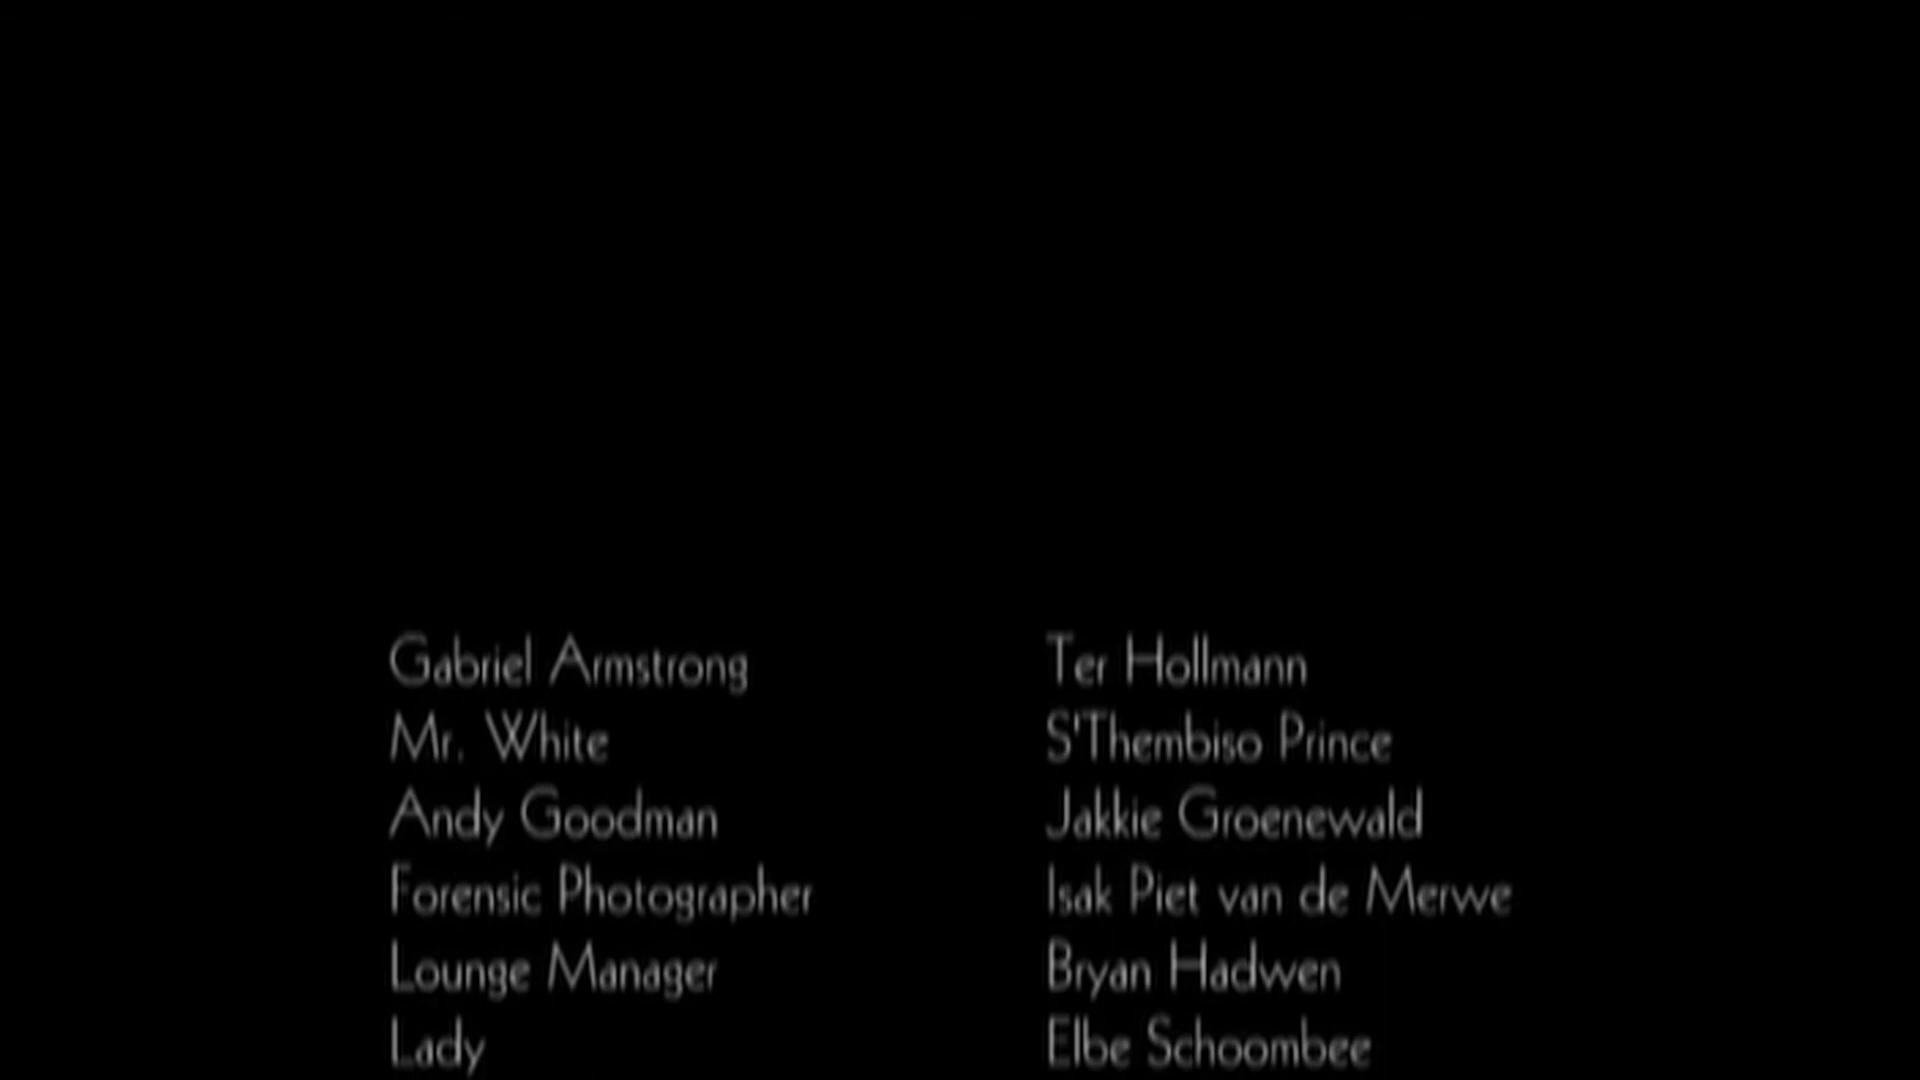 Gabriel Armstrong Ter Hollmann
Mr. White S'Thembiso Prince
Andy Goodman Jakkie Groenewald
Forensic Photographer Isak Piet van de Merwe
Lounge Manager Bryan Hadwen
Lady Elbe Schoombee